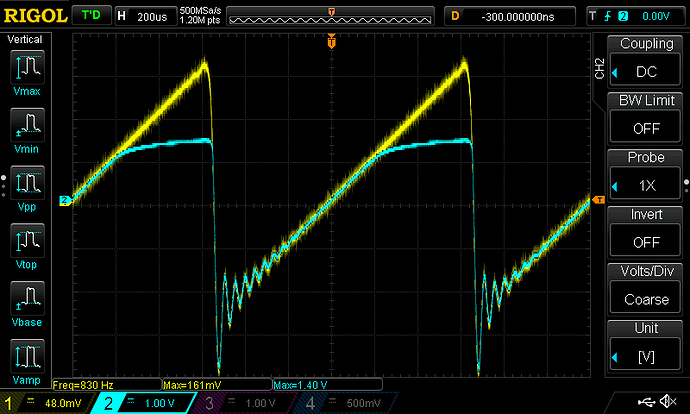 RIGOL T'D H 200us 500MSa/s 1.20M pts T D -300.000000ns T 2 0.00V
Vertical
Vmax
Vmin
Vpp
Vtop
Vbase
Vamp
T
2
T
CH2
Coupling
DC
BW Limit
OFF
Probe
1X
Invert
OFF
Volts/Div
Coarse
Unit
[V]
Freq=830 Hz Max=161mV Max=1.40 V
1 48.0mV 2 1.00 V 3 1.00 V 4 500mV